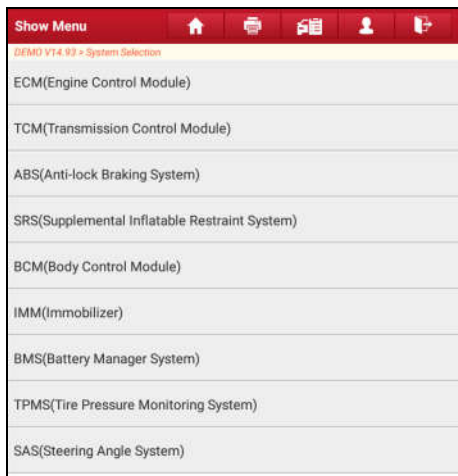 Show Menu
DEMO V14.93 > System Selection
ECM(Engine Control Module)
TCM(Transmission Control Module)
ABS(Anti-lock Braking System)
SRS(Supplemental Inflatable Restraint System)
BCM(Body Control Module)
IMM(Immobilizer)
BMS(Battery Manager System)
TPMS(Tire Pressure Monitoring System)
SAS(Steering Angle System)